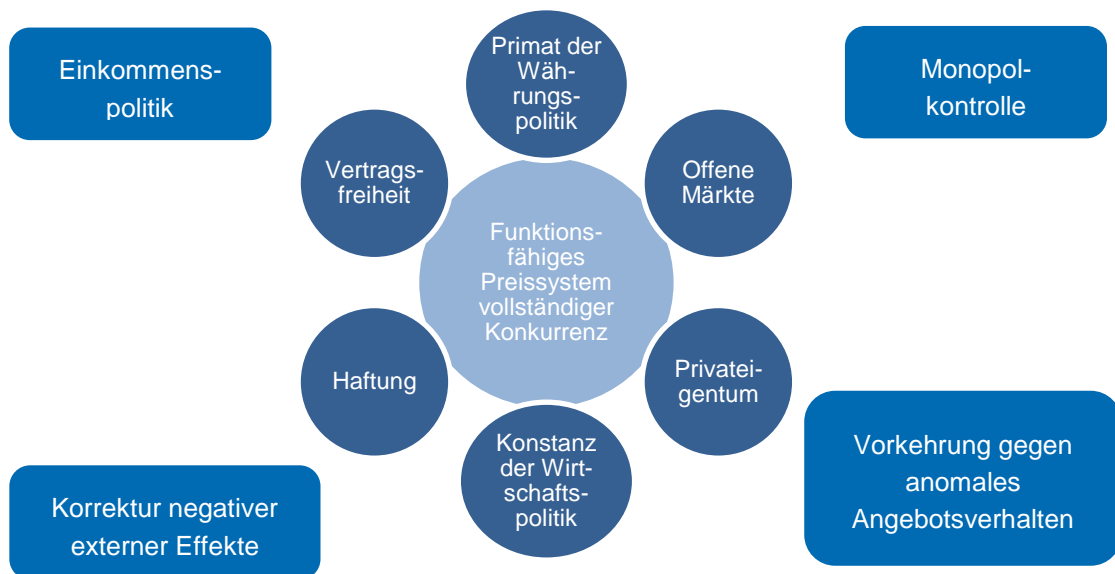 Einkommens-
politik
Primat der
Wäh-
rungs-
politik
Monopol-
kontrolle
Vertrags-
freiheit
Offene
Märkte
Funktions-
fähiges
Preissystem
vollständiger
Konkurrenz
Haftung
Privatei-
gentum
Konstanz
der Wirt-
schafts-
politik
Korrektur negativer
externer Effekte
Vorkehrung gegen
anomales
Angebotsverhalten